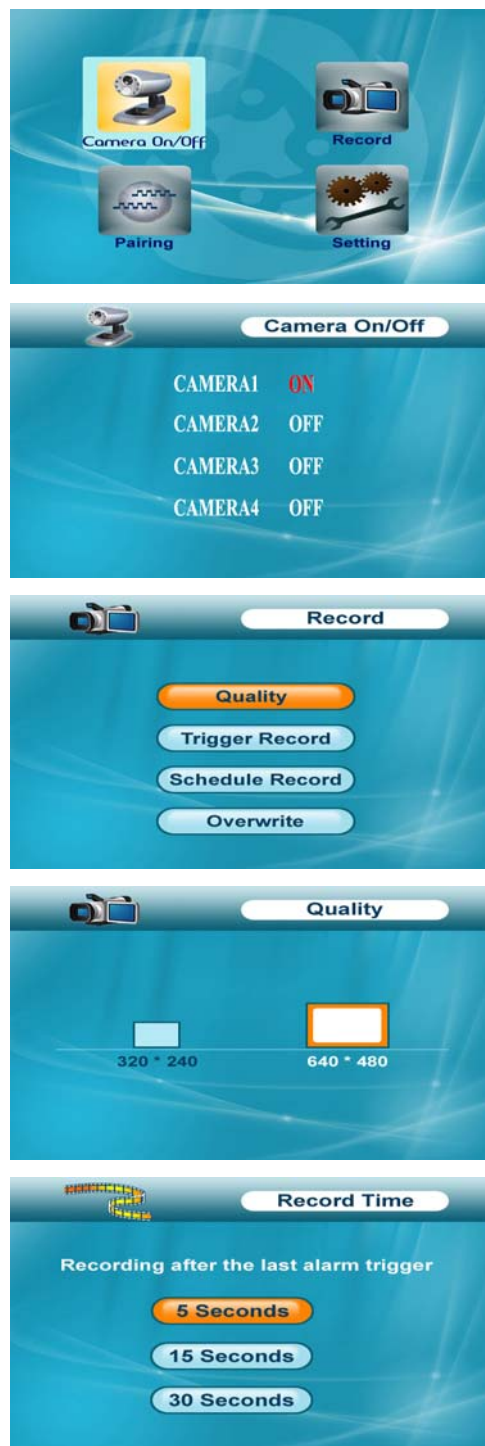 Camera On/Off
Record
Pairing
Setting
Camera On/Off
CAMERA1 ON
CAMERA2 OFF
CAMERA3 OFF
CAMERA4 OFF
Record
Quality
Trigger Record
Schedule Record
Overwrite
Quality
320 * 240
640 * 480
Record Time
Recording after the last alarm trigger
5 Seconds
15 Seconds
30 Seconds